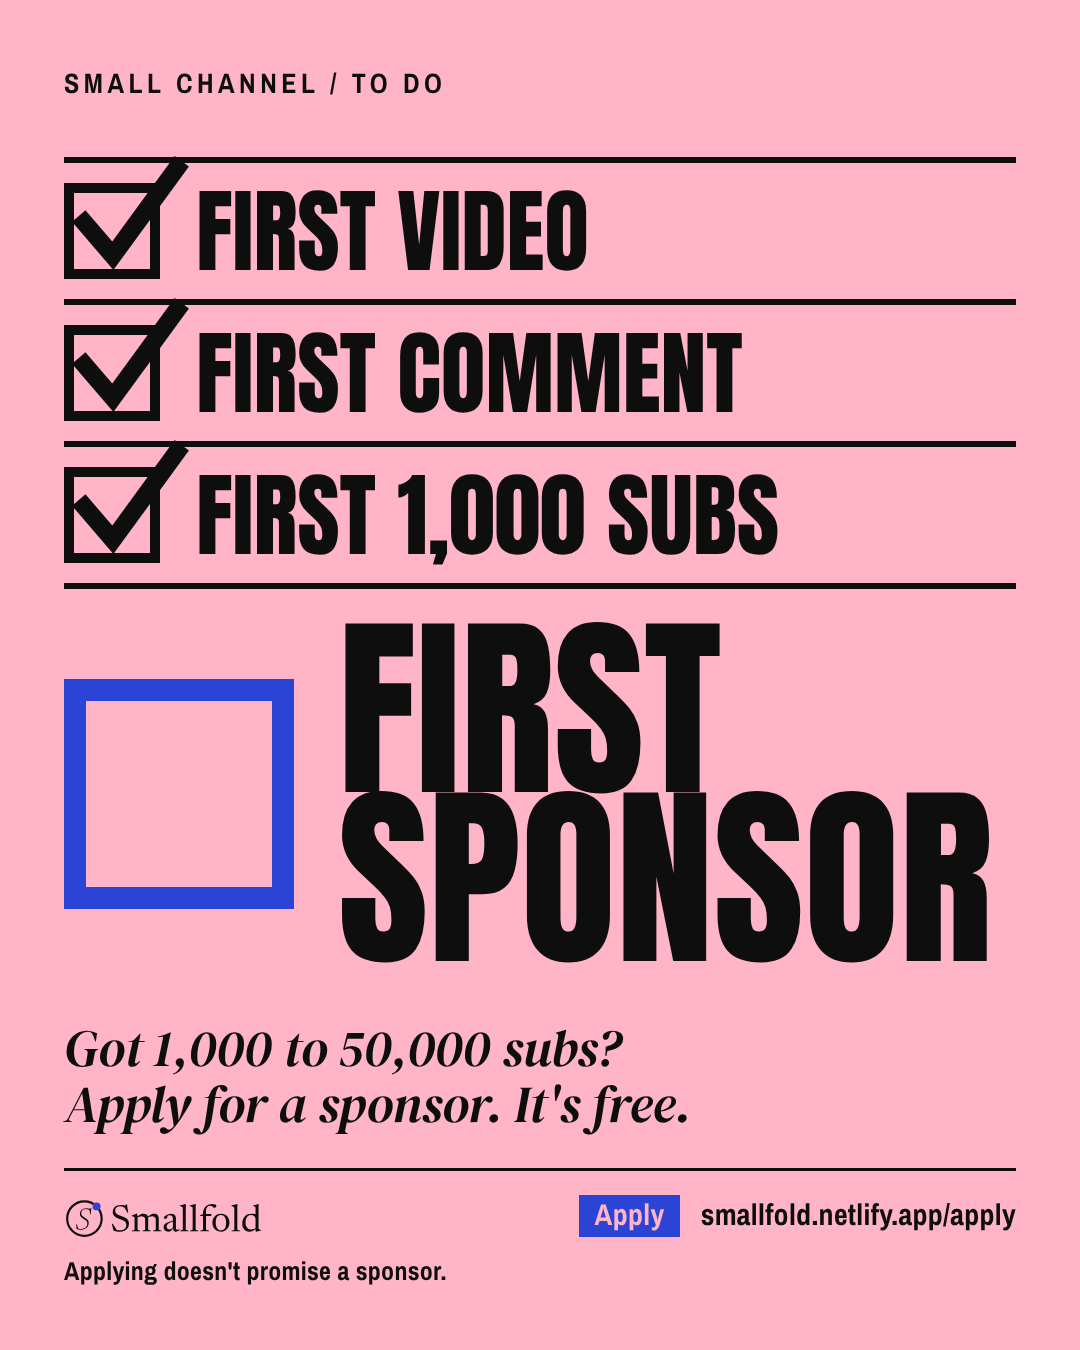 SMALL CHANNEL / TO DO
FIRST VIDEO
FIRST COMMENT
FIRST 1,000 SUBS
FIRST
SPONSOR
Got 1,000 to 50,000 subs?
Apply for a sponsor. It's free.
S Smallfold
Apply smallfold.netlify.app/apply
Applying doesn't promise a sponsor.